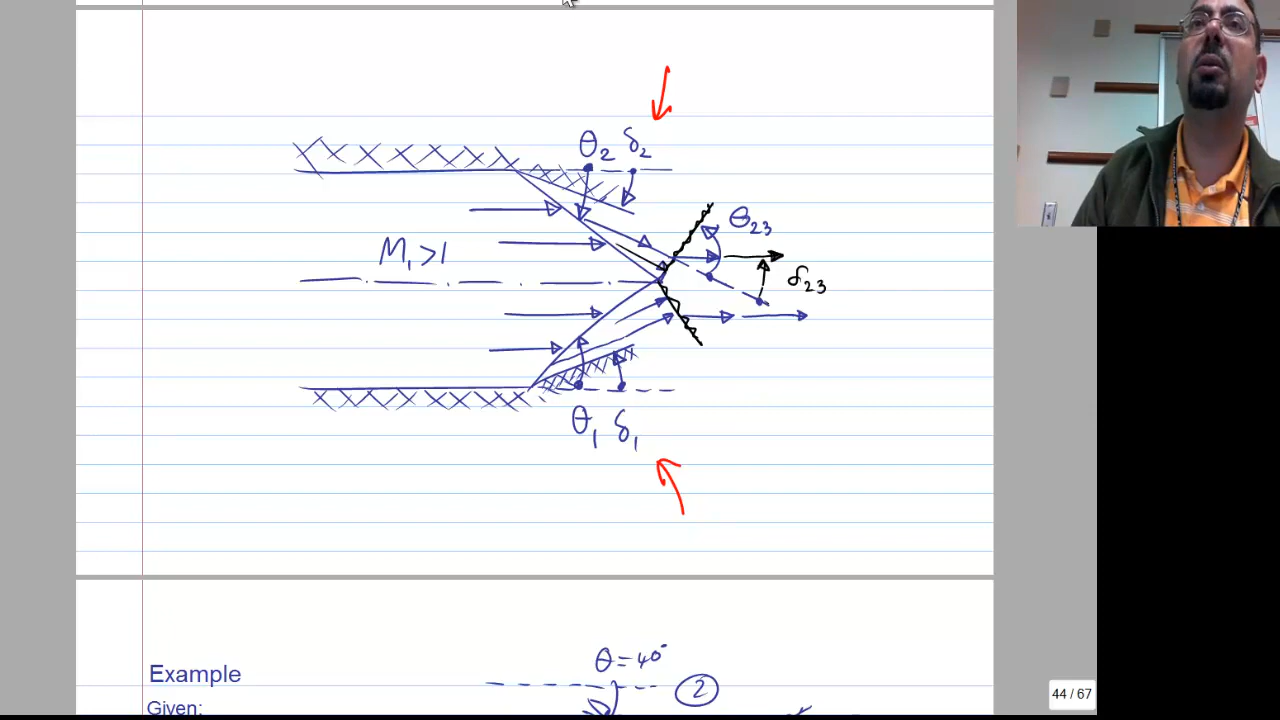 θ₂ δ₂
M₁>1
θ₂₃
δ₂₃
θ₁ δ₁
Example
θ=40°
2
Given:
44 / 67